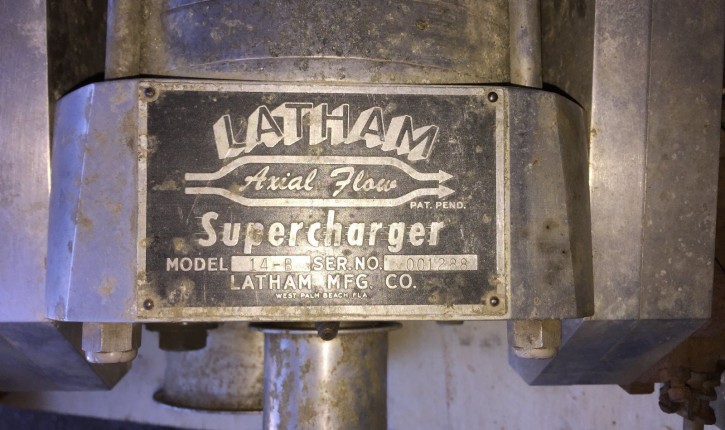 LATHAM
Axial Flow
PAT. PEND.
Supercharger
MODEL 14-B SER. NO. 001288
LATHAM MFG CO.
WEST PALM BEACH, FLA